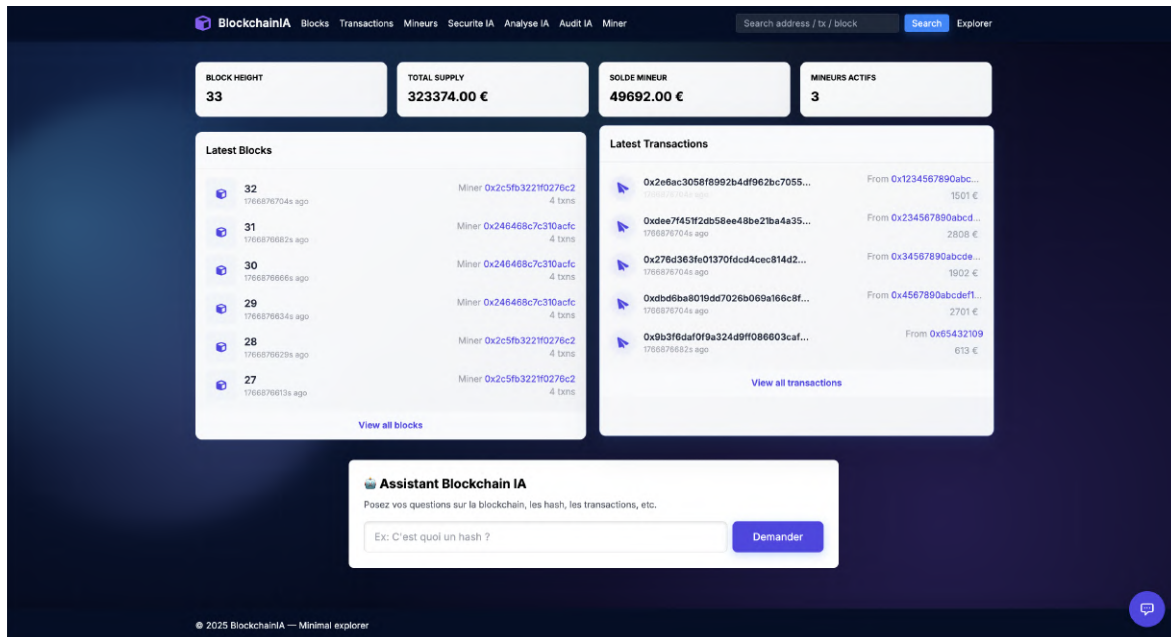 BlockchainIA Blocks Transactions Mineurs Securite IA Analyse IA Audit IA Miner Search address / tx / block Search Explorer
BLOCK HEIGHT
33
TOTAL SUPPLY
323374.00 €
SOLDE MINEUR
49692.00 €
MINEURS ACTIFS
3
Latest Blocks
32
1766876704s ago
Miner 0x2c5fb3221f0276c2
4 txns
31
1766876682s ago
Miner 0x246468c7c310acfc
4 txns
30
1766876666s ago
Miner 0x246468c7c310acfc
4 txns
29
1766876634s ago
Miner 0x246468c7c310acfc
4 txns
28
1766876629s ago
Miner 0x2c5fb3221f0276c2
4 txns
27
1766876613s ago
Miner 0x2c5fb3221f0276c2
4 txns
View all blocks
Latest Transactions
0x2e6ac3058f8992b4df962bc7055...
1766876704s ago
From 0x1234567890abc...
1501 €
0xdee7f451f2db58ee48be21ba4a35...
1766876704s ago
From 0x234567890abcd...
2808 €
0x276d363fe01370fdcd4cec814d2...
1766876704s ago
From 0x34567890abcde...
1902 €
0xdbd6ba8019dd7026b069a166c8f...
1766876704s ago
From 0x4567890abcdef1...
2701 €
0x9b3f6daf0f9a324d9ff086603caf...
1766876682s ago
From 0x65432109
613 €
View all transactions
Assistant Blockchain IA
Posez vos questions sur la blockchain, les hash, les transactions, etc.
Ex: C'est quoi un hash ?
Demander
© 2025 BlockchainIA — Minimal explorer